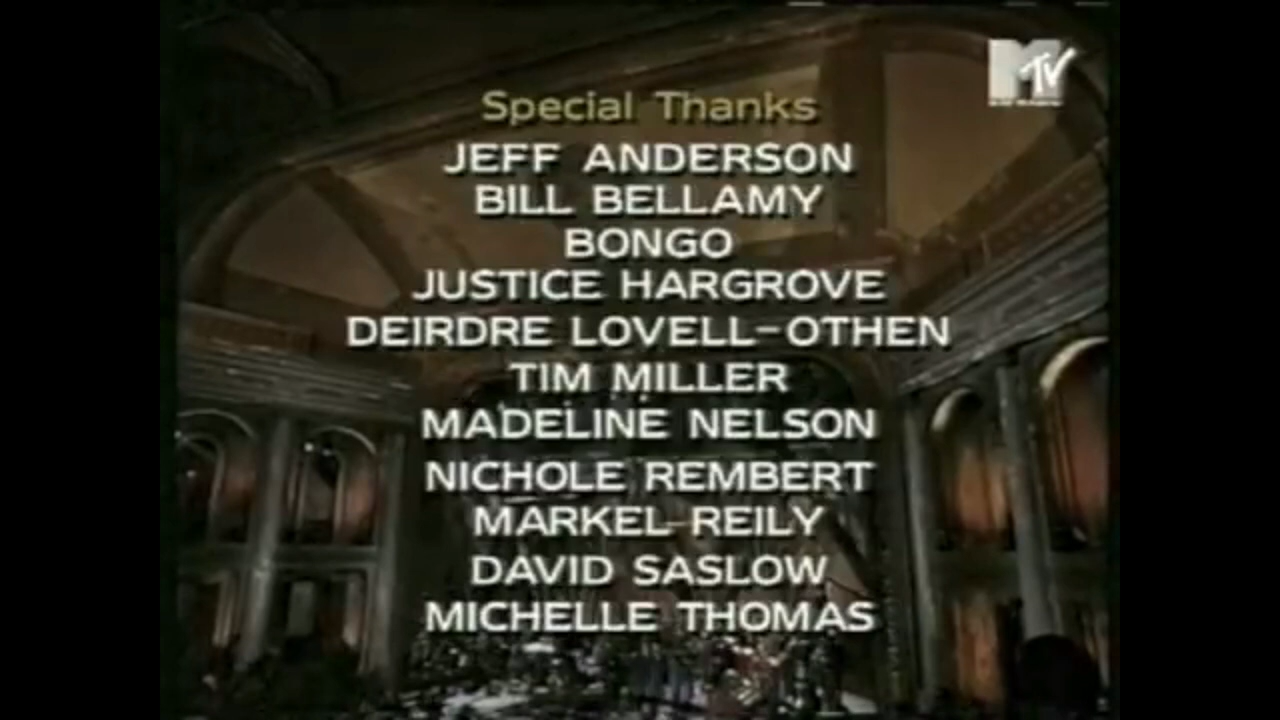 MTV
Special Thanks
JEFF ANDERSON
BILL BELLAMY
BONGO
JUSTICE HARGROVE
DEIRDRE LOVELL-OTHEN
TIM MILLER
MADELINE NELSON
NICHOLE REMBERT
MARKEL REILY
DAVID SASLOW
MICHELLE THOMAS